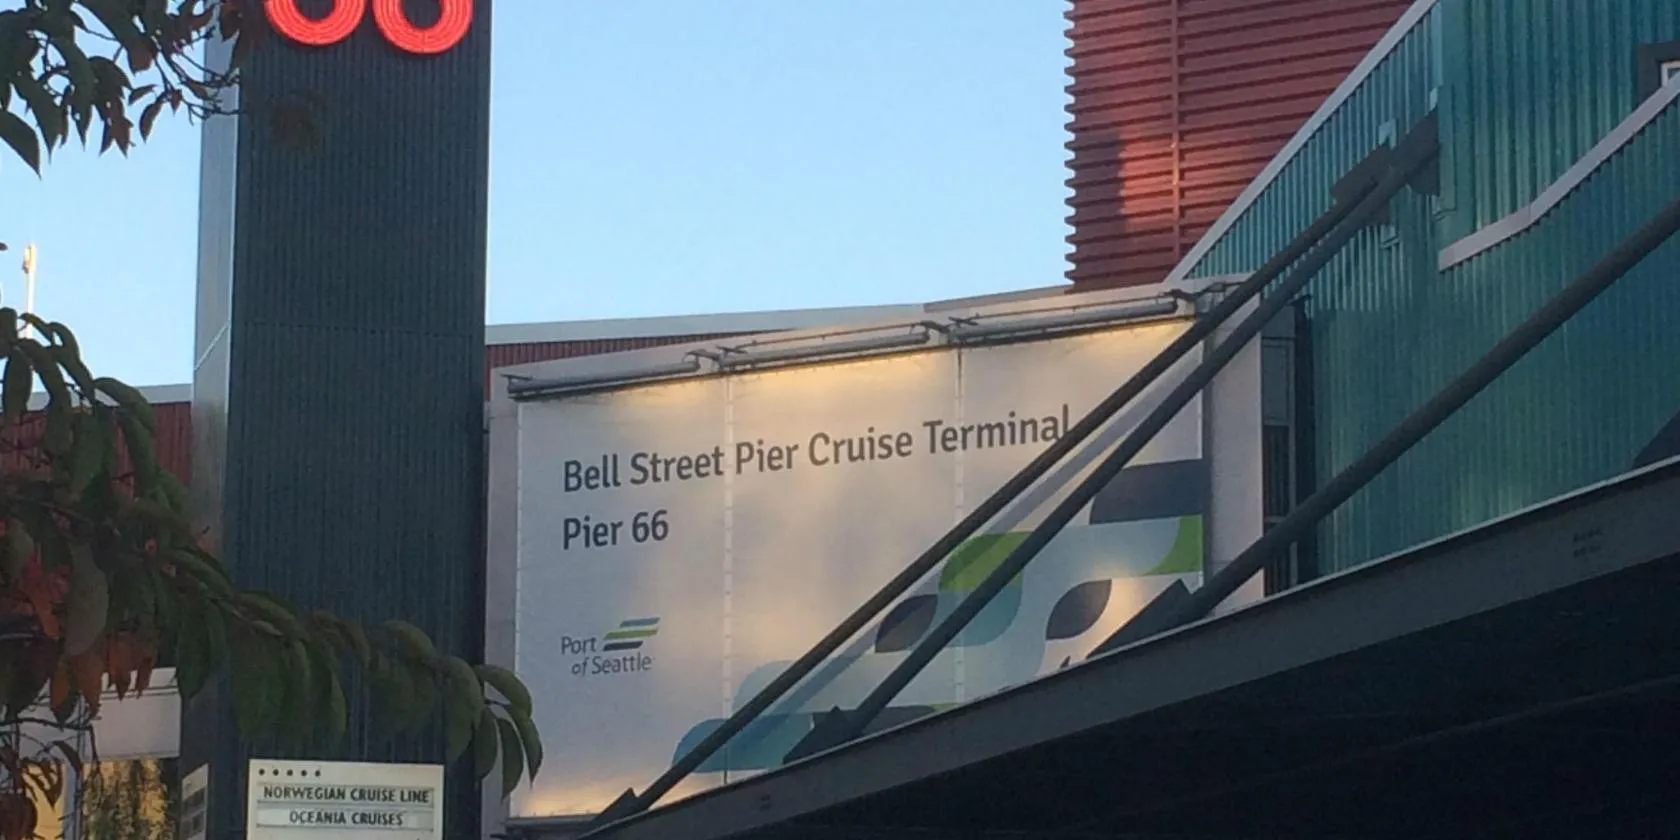 66
Bell Street Pier Cruise Terminal
Pier 66
Port
of Seattle
NORWEGIAN CRUISE LINE
OCEANIA CRUISES